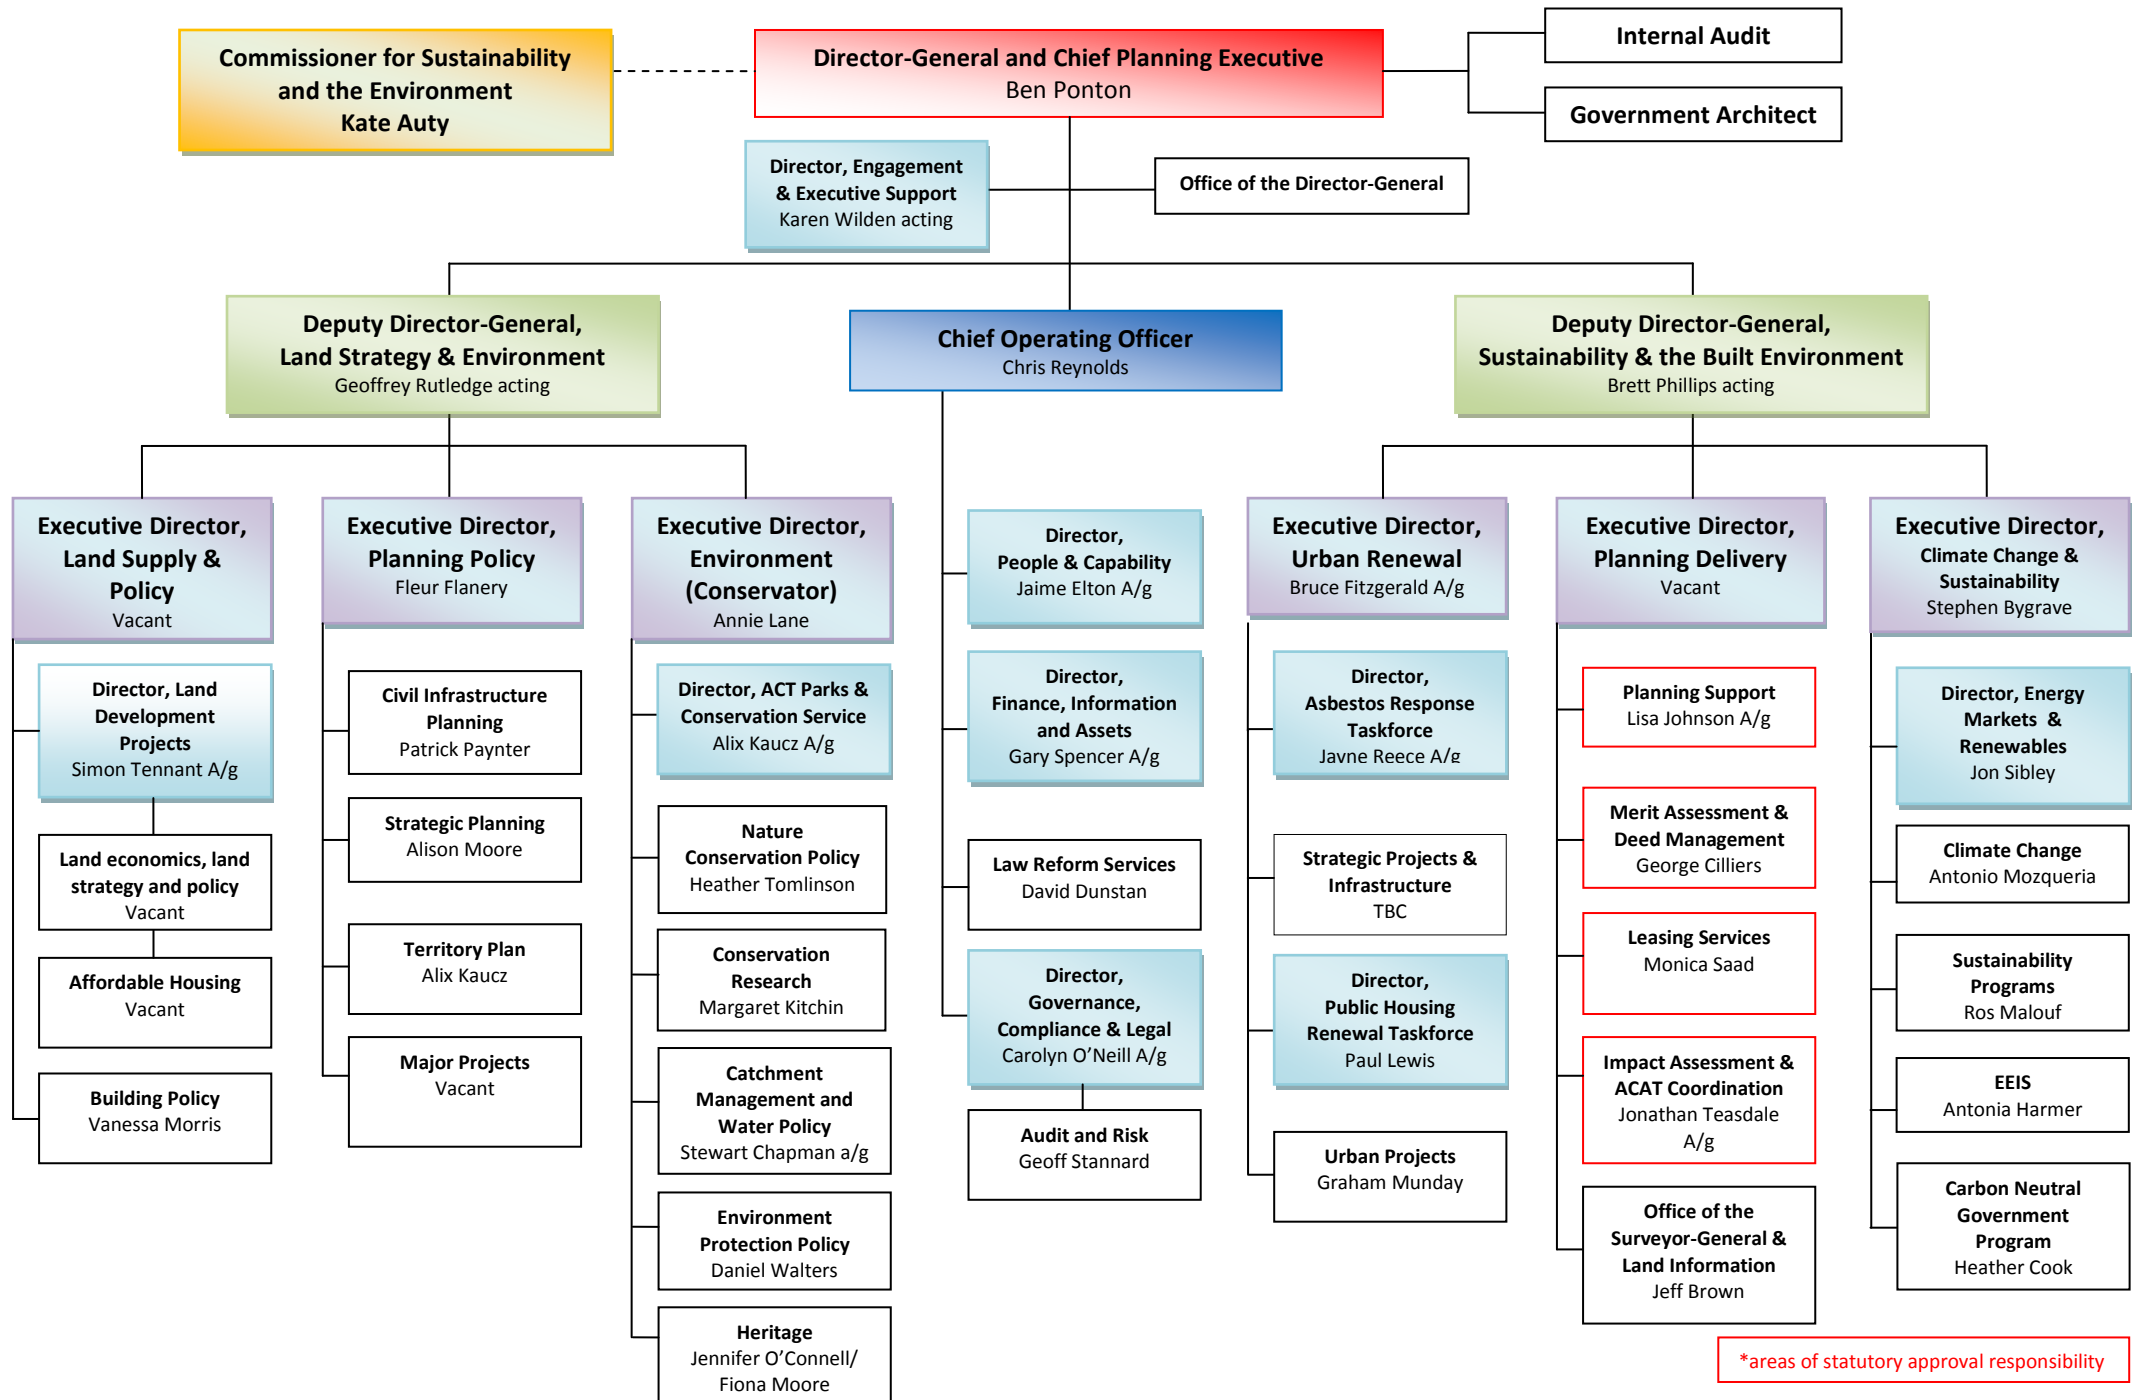 Commissioner for Sustainability
and the Environment
Kate Auty
Director-General and Chief Planning Executive
Ben Ponton
Internal Audit
Government Architect
Director, Engagement
& Executive Support
Karen Wilden acting
Office of the Director-General
Deputy Director-General,
Land Strategy & Environment
Geoffrey Rutledge acting
Chief Operating Officer
Chris Reynolds
Deputy Director-General,
Sustainability & the Built Environment
Brett Phillips acting
Executive Director,
Land Supply &
Policy
Vacant
Director, Land
Development
Projects
Simon Tennant A/g
Land economics, land
strategy and policy
Vacant
Affordable Housing
Vacant
Building Policy
Vanessa Morris
Executive Director,
Planning Policy
Fleur Flanery
Civil Infrastructure
Planning
Patrick Paynter
Strategic Planning
Alison Moore
Territory Plan
Alix Kaucz
Major Projects
Vacant
Executive Director,
Environment
(Conservator)
Annie Lane
Director, ACT Parks &
Conservation Service
Alix Kaucz A/g
Nature
Conservation Policy
Heather Tomlinson
Conservation
Research
Margaret Kitchin
Catchment
Management and
Water Policy
Stewart Chapman a/g
Environment
Protection Policy
Daniel Walters
Heritage
Jennifer O'Connell/
Fiona Moore
Director,
People & Capability
Jaime Elton A/g
Director,
Finance, Information
and Assets
Gary Spencer A/g
Law Reform Services
David Dunstan
Director,
Governance,
Compliance & Legal
Carolyn O'Neill A/g
Audit and Risk
Geoff Stannard
Executive Director,
Urban Renewal
Bruce Fitzgerald A/g
Director,
Asbestos Response
Taskforce
Jayne Reece A/g
Strategic Projects &
Infrastructure
TBC
Director,
Public Housing
Renewal Taskforce
Paul Lewis
Urban Projects
Graham Munday
Executive Director,
Planning Delivery
Vacant
Planning Support
Lisa Johnson A/g
Merit Assessment &
Deed Management
George Cilliers
Leasing Services
Monica Saad
Impact Assessment &
ACAT Coordination
Jonathan Teasdale
A/g
Office of the
Surveyor-General &
Land Information
Jeff Brown
Executive Director,
Climate Change &
Sustainability
Stephen Bygrave
Director, Energy
Markets &
Renewables
Jon Sibley
Climate Change
Antonio Mozqueria
Sustainability
Programs
Ros Malouf
EEIS
Antonia Harmer
Carbon Neutral
Government
Program
Heather Cook
*areas of statutory approval responsibility